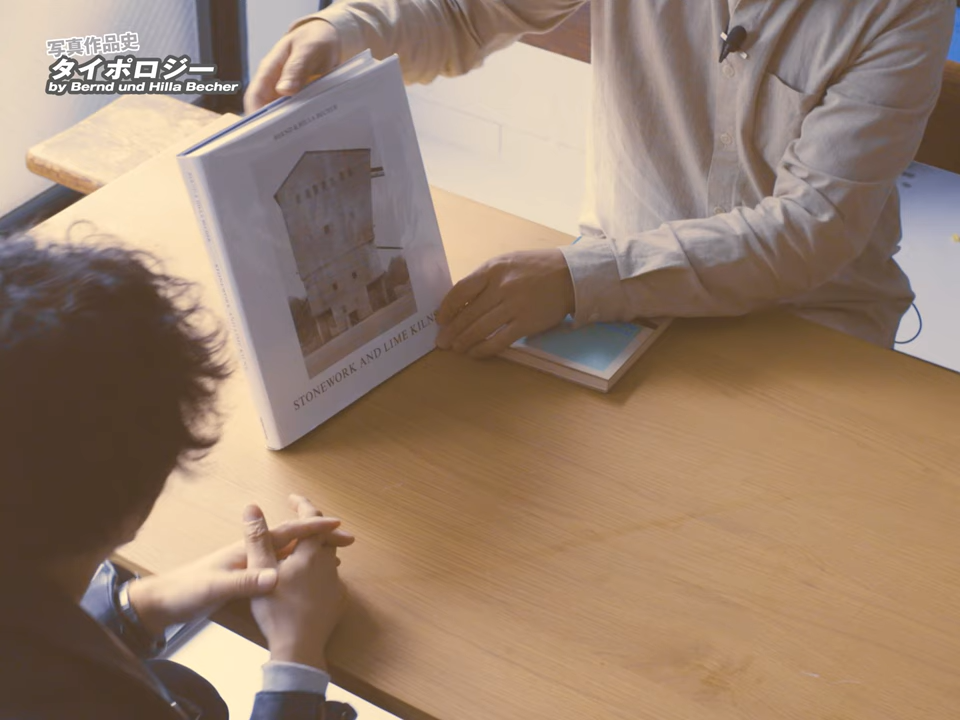 写真作品史
タイポロジー
by Bernd und Hilla Becher
BERND & HILLA BECHER
STONEWORK AND LIME KILNS